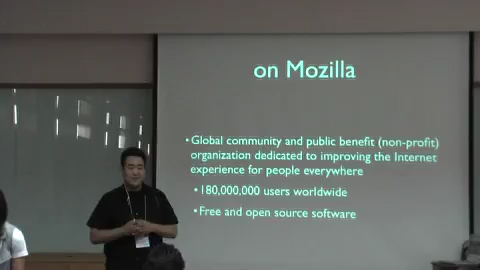 on Mozilla
• Global community and public benefit (non-profit)
organization dedicated to improving the Internet
experience for people everywhere
• 180,000,000 users worldwide
• Free and open source software